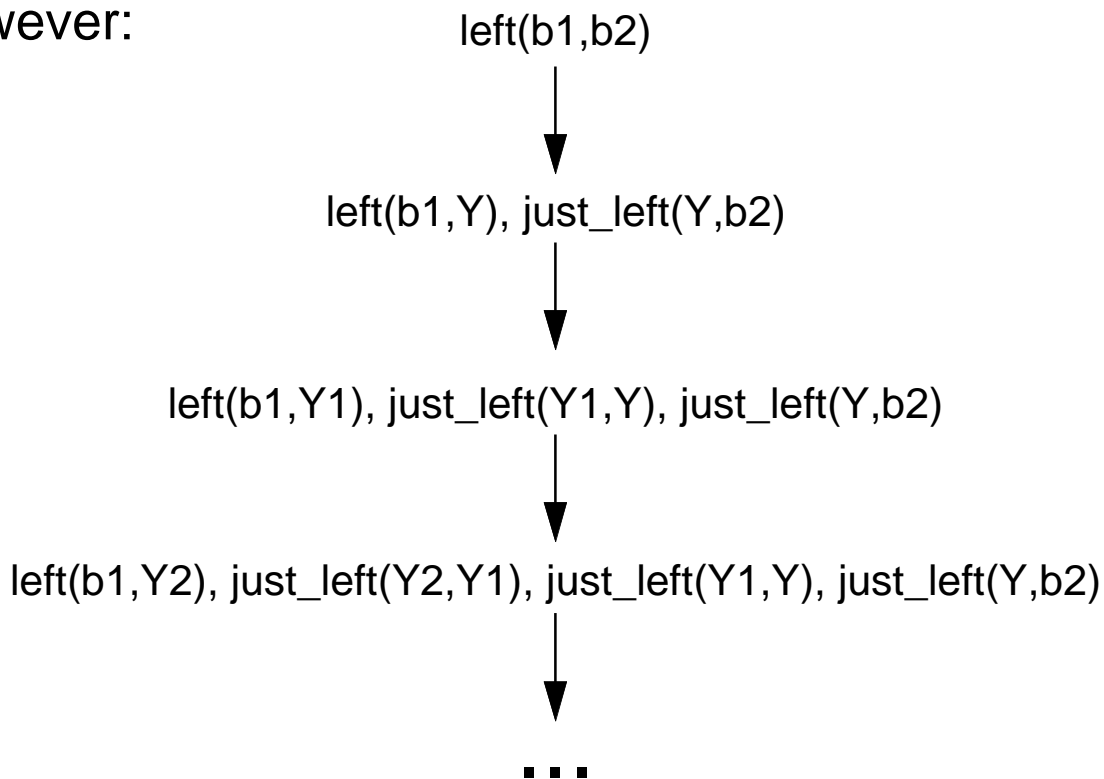 wever:
left(b1,b2)
left(b1,Y), just_left(Y,b2)
left(b1,Y1), just_left(Y1,Y), just_left(Y,b2)
left(b1,Y2), just_left(Y2,Y1), just_left(Y1,Y), just_left(Y,b2)
...